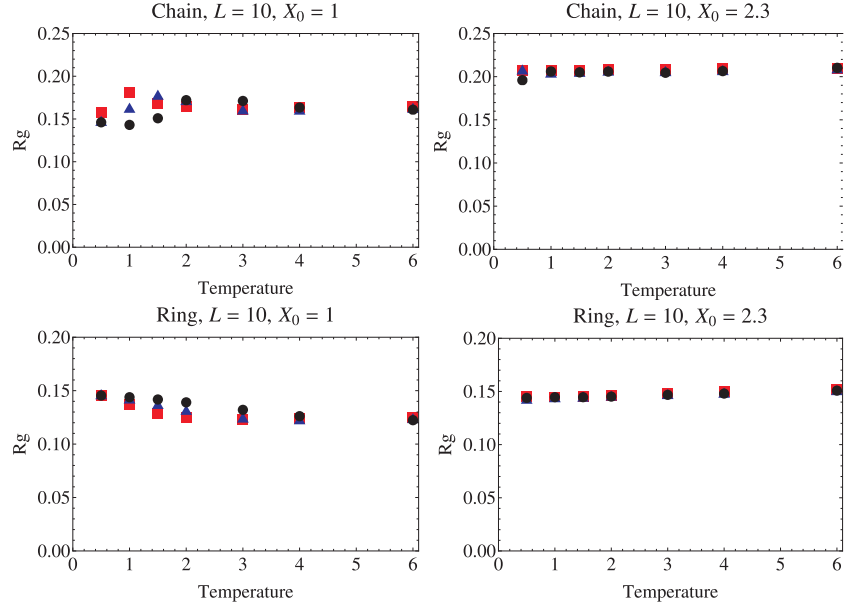 Chain, L = 10, X0 = 1
0.25
0.20
0.15
0.10
0.05
0.00
Rg
0 1 2 3 4 5 6
Temperature
Chain, L = 10, X0 = 2.3
0.25
0.20
0.15
0.10
0.05
0.00
Rg
0 1 2 3 4 5 6
Temperature
Ring, L = 10, X0 = 1
0.20
0.15
0.10
0.05
0.00
Rg
0 1 2 3 4 5 6
Temperature
Ring, L = 10, X0 = 2.3
0.20
0.15
0.10
0.05
0.00
Rg
0 1 2 3 4 5 6
Temperature